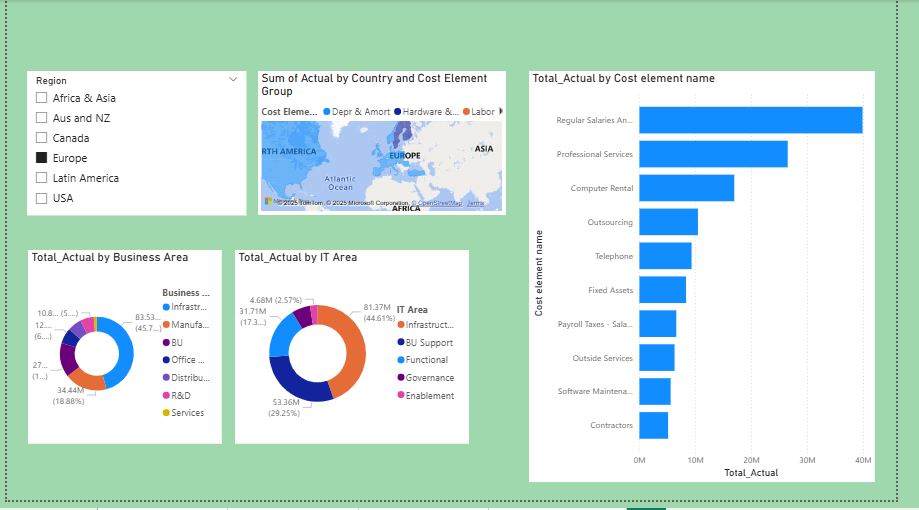 Region
Africa & Asia
Aus and NZ
Canada
Europe
Latin America
USA
Sum of Actual by Country and Cost Element
Group
Cost Eleme... Depr & Amort Hardware &... Labor
RTH AMERICA
EUROPE
ASIA
Atlantic
Ocean
AFRICA
© 2025 TomTom, © 2025 Microsoft Corporation, © OpenStreetMap Terms
Total_Actual by Cost element name
Cost element name
Regular Salaries An...
Professional Services
Computer Rental
Outsourcing
Telephone
Fixed Assets
Payroll Taxes - Sala...
Outside Services
Software Maintena...
Contractors
0M 10M 20M 30M 40M
Total_Actual
Total_Actual by Business Area
10.8... (5....)
12....
(6....)
27...
(1...)
34.44M
(18.88%)
83.53...
(45.7...)
Business ...
Infrastr...
Manufa...
BU
Office ...
Distribu...
R&D
Services
Total_Actual by IT Area
4.68M (2.57%)
31.71M
(17.3...)
53.36M
(29.25%)
81.37M
(44.61%)
IT Area
Infrastruct...
BU Support
Functional
Governance
Enablement